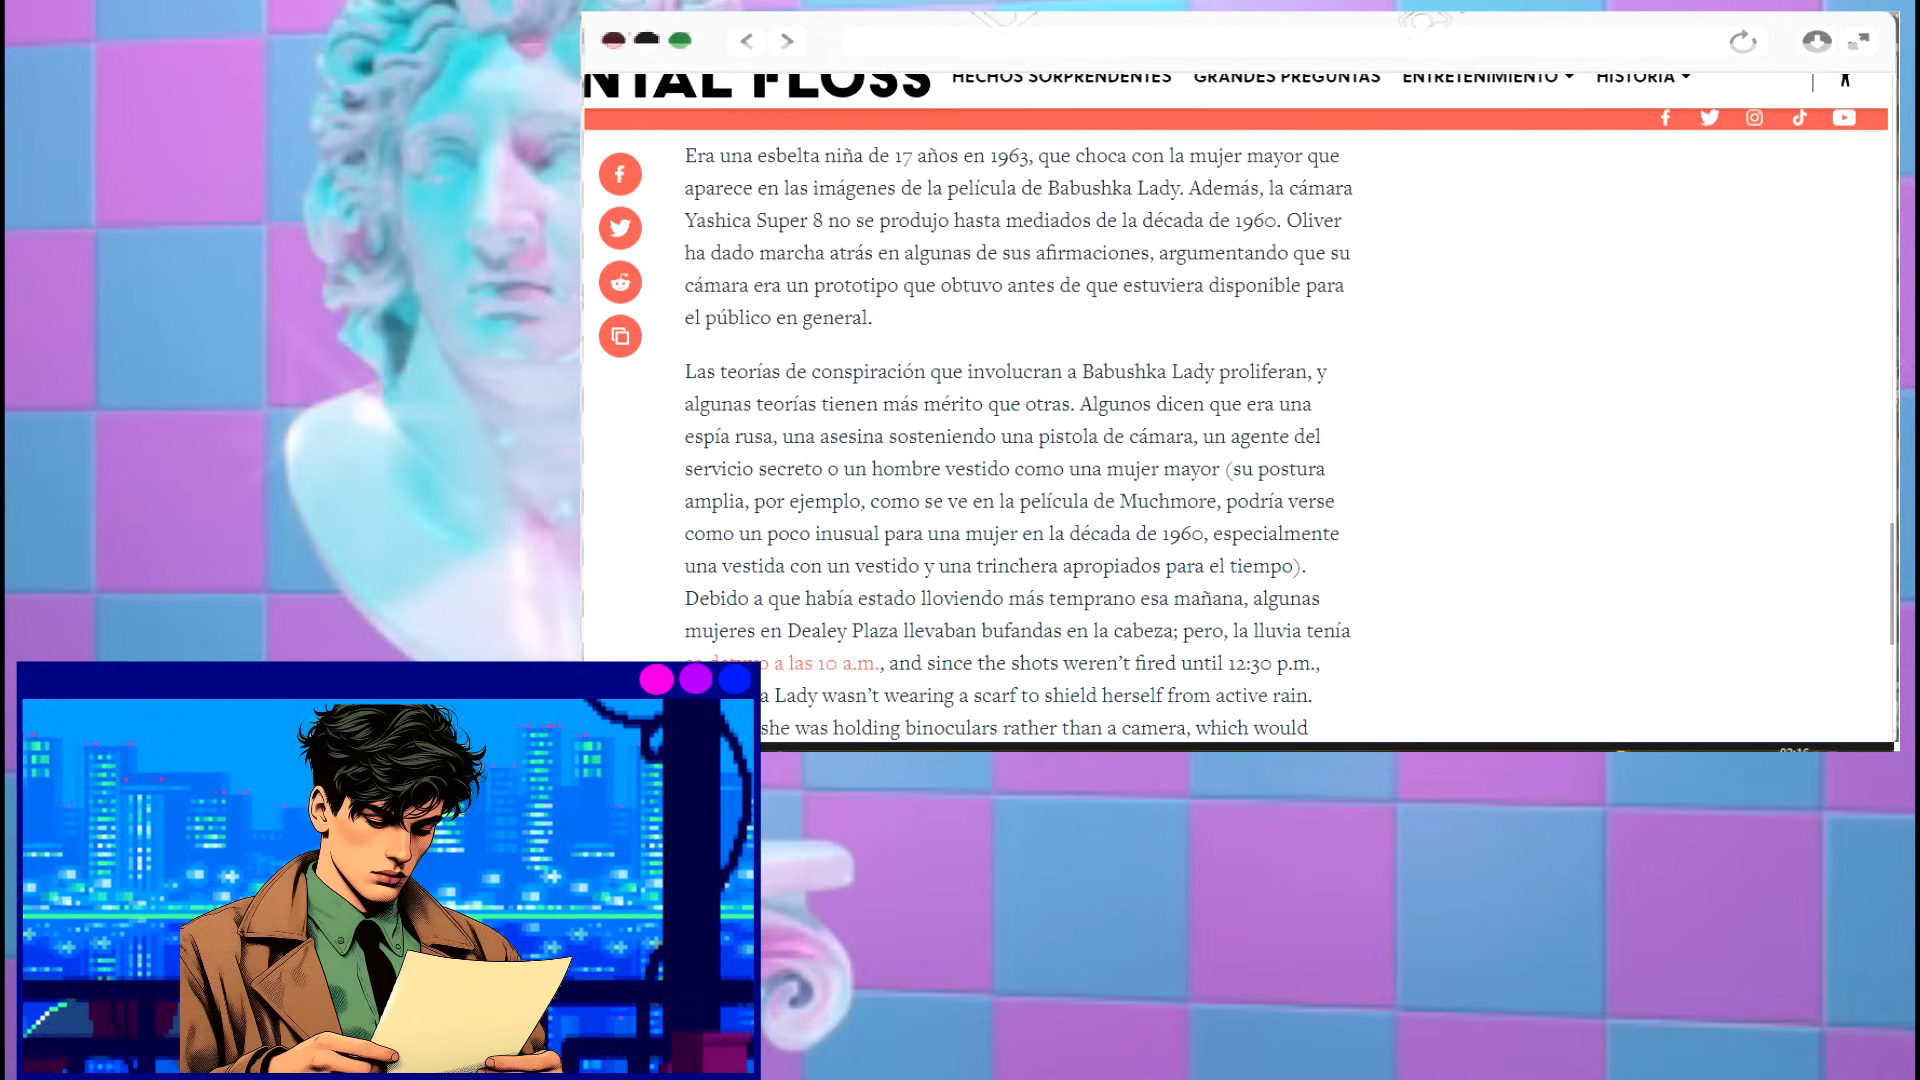 NTAL FLOSS
HECHOS SORPRENDENTES GRANDES PREGUNTAS ENTRETENIMIENTO HISTORIA
Era una esbelta niña de 17 años en 1963, que choca con la mujer mayor que
aparece en las imágenes de la película de Babushka Lady. Además, la cámara
Yashica Super 8 no se produjo hasta mediados de la década de 1960. Oliver
ha dado marcha atrás en algunas de sus afirmaciones, argumentando que su
cámara era un prototipo que obtuvo antes de que estuviera disponible para
el público en general.
Las teorías de conspiración que involucran a Babushka Lady proliferan, y
algunas teorías tienen más mérito que otras. Algunos dicen que era una
espía rusa, una asesina sosteniendo una pistola de cámara, un agente del
servicio secreto o un hombre vestido como una mujer mayor (su postura
amplia, por ejemplo, como se ve en la película de Muchmore, podría verse
como un poco inusual para una mujer en la década de 1960, especialmente
una vestida con un vestido y una trinchera apropiados para el tiempo).
Debido a que había estado lloviendo más temprano esa mañana, algunas
mujeres en Dealey Plaza llevaban bufandas en la cabeza; pero, la lluvia tenía
a las 10 a.m., and since the shots weren't fired until 12:30 p.m.,
a Lady wasn't wearing a scarf to shield herself from active rain.
she was holding binoculars rather than a camera, which would